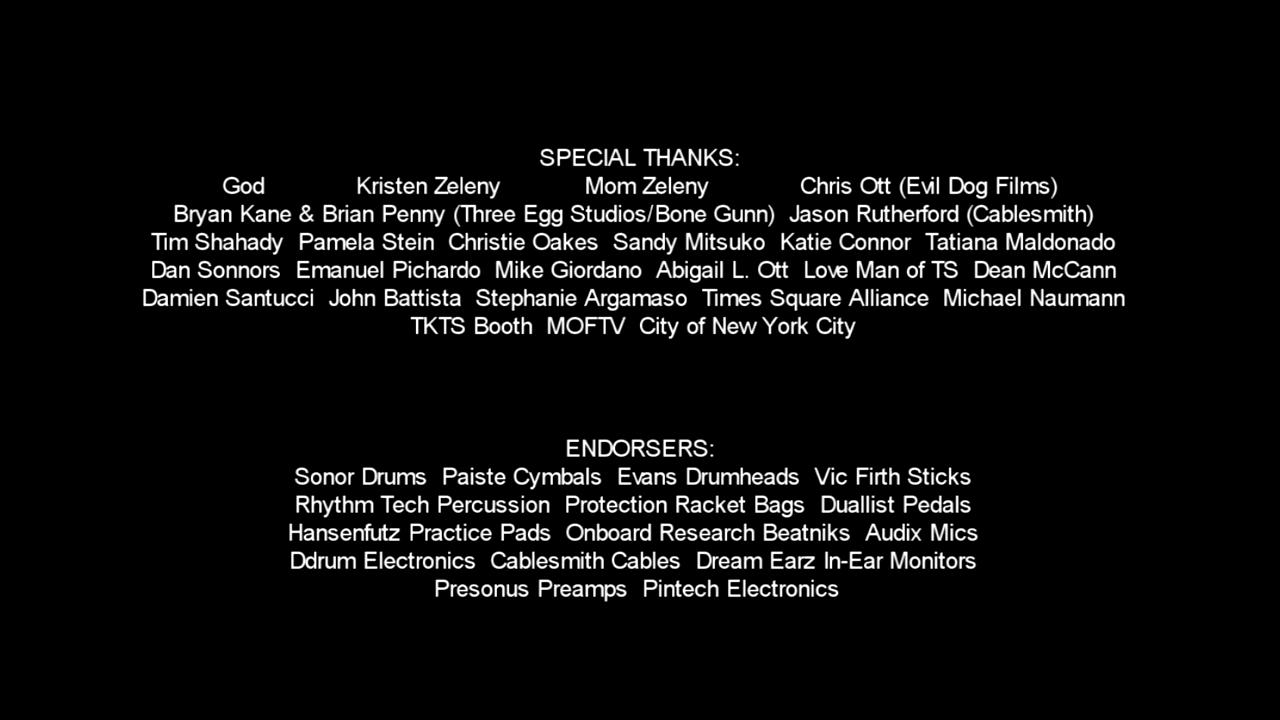 SPECIAL THANKS:
God Kristen Zeleny Mom Zeleny Chris Ott (Evil Dog Films)
Bryan Kane & Brian Penny (Three Egg Studios/Bone Gunn) Jason Rutherford (Cablesmith)
Tim Shahady Pamela Stein Christie Oakes Sandy Mitsuko Katie Connor Tatiana Maldonado
Dan Sonnors Emanuel Pichardo Mike Giordano Abigail L. Ott Love Man of TS Dean McCann
Damien Santucci John Battista Stephanie Argamaso Times Square Alliance Michael Naumann
TKTS Booth MOFTV City of New York City
ENDORSERS:
Sonor Drums Paiste Cymbals Evans Drumheads Vic Firth Sticks
Rhythm Tech Percussion Protection Racket Bags Duallist Pedals
Hansenfutz Practice Pads Onboard Research Beatniks Audix Mics
Ddrum Electronics Cablesmith Cables Dream Earz In-Ear Monitors
Presonus Preamps Pintech Electronics